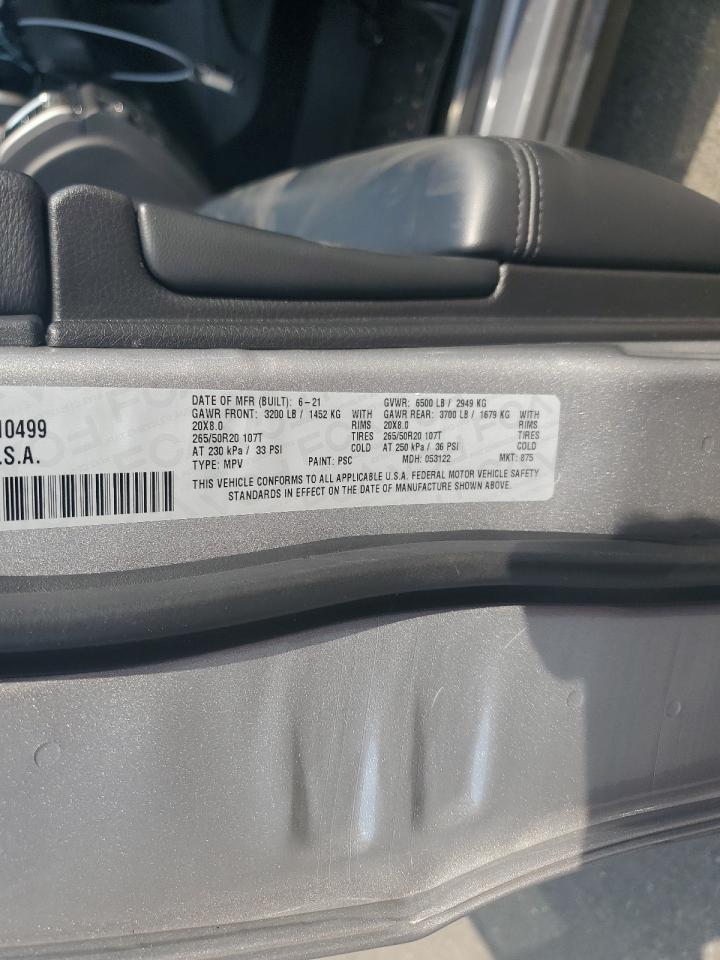 10499
.S.A.
DATE OF MFR (BUILT): 6-21 GVWR: 6500 LB / 2949 KG
GAWR FRONT: 3200 LB / 1452 KG WITH GAWR REAR: 3700 LB / 1679 KG WITH
20X8.0 RIMS 20X8.0 RIMS
265/50R20 107T TIRES 265/50R20 107T TIRES
AT 230 kPa / 33 PSI COLD AT 250 kPa / 36 PSI COLD
TYPE: MPV PAINT: PSC MDH: 053122 MKT: 875
THIS VEHICLE CONFORMS TO ALL APPLICABLE U.S.A. FEDERAL MOTOR VEHICLE SAFETY
STANDARDS IN EFFECT ON THE DATE OF MANUFACTURE SHOWN ABOVE.